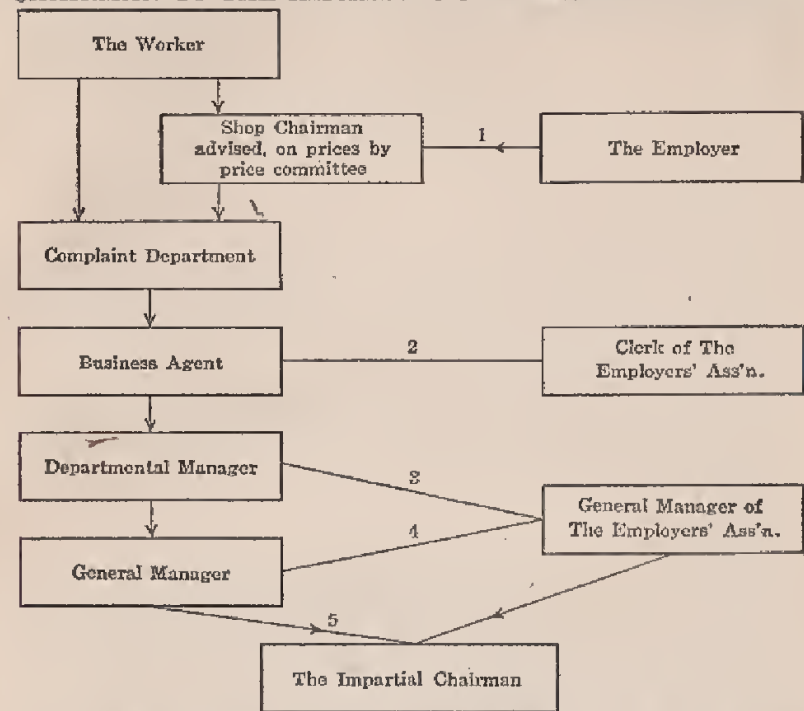 The Worker
Shop Chairman
advised, on prices by
price committee
1
The Employer
Complaint Department
Business Agent
2
Clerk of The
Employers' Ass'n.
Departmental Manager
3
General Manager of
The Employers' Ass'n.
4
General Manager
5
The Impartial Chairman